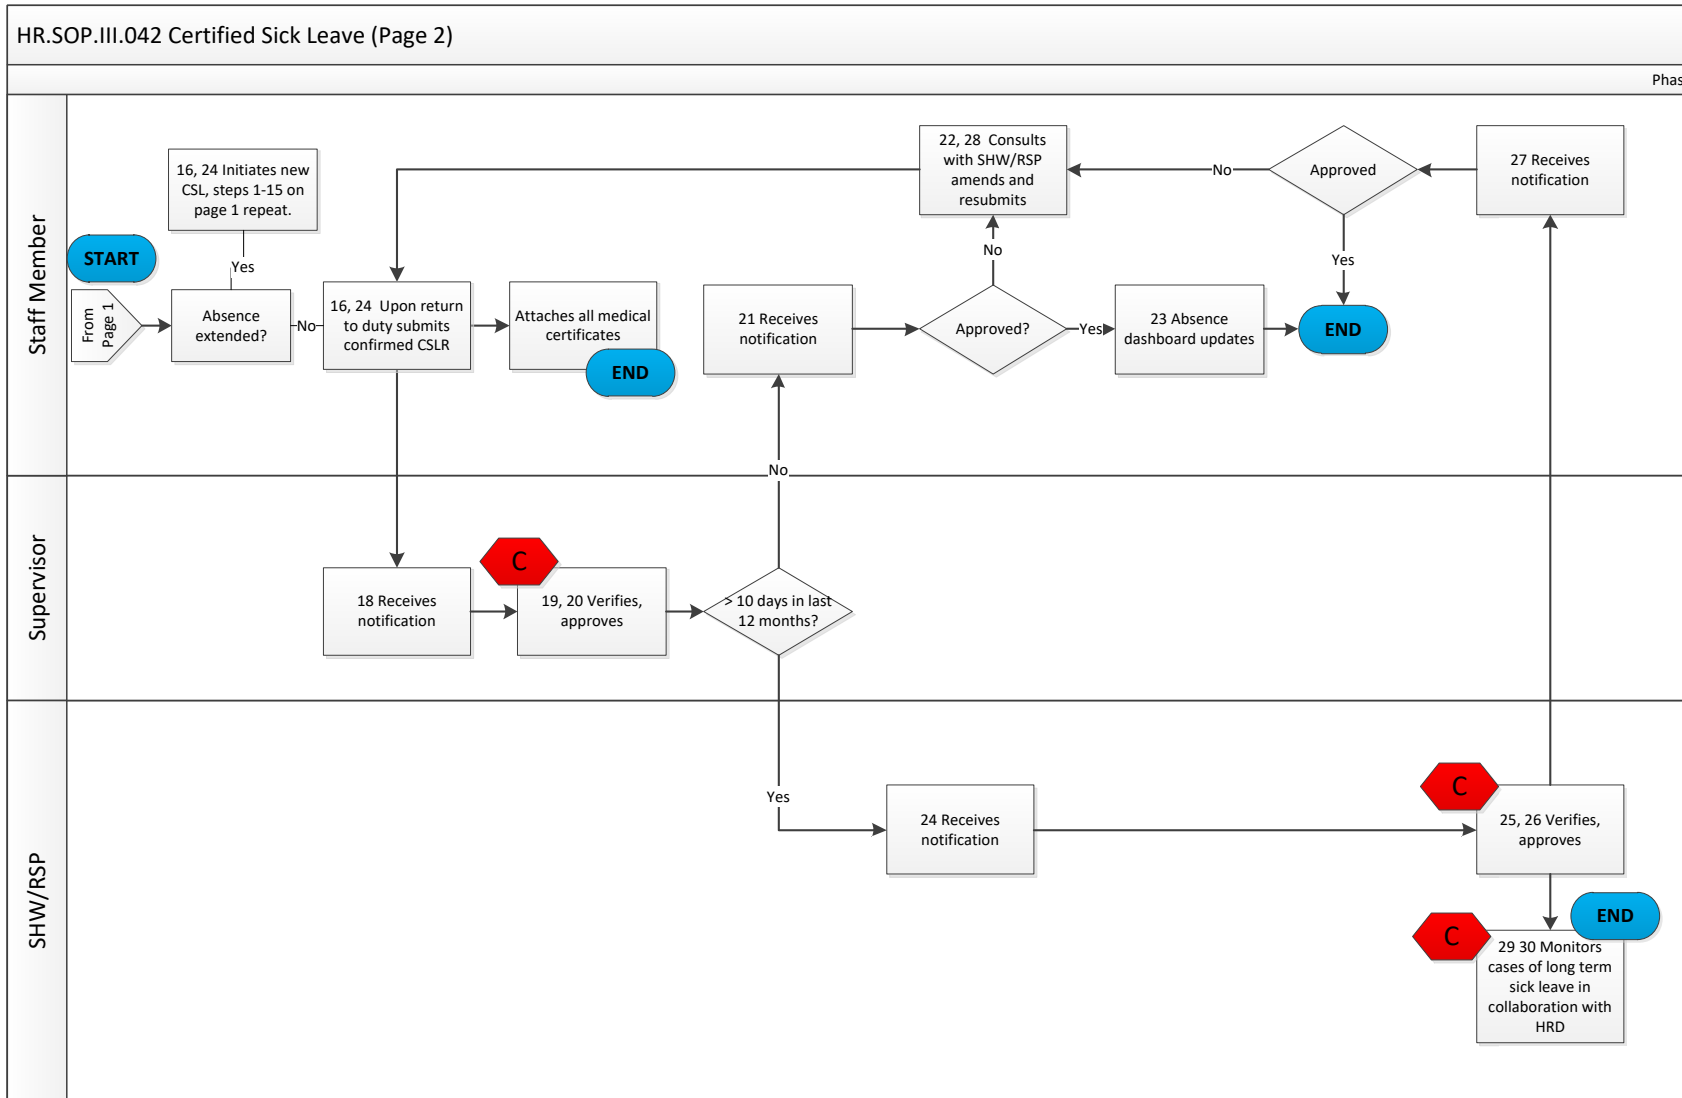 HR.SOP.III.042 Certified Sick Leave (Page 2)
Phas
Staff Member
START
From
Page 1
16, 24 Initiates new
CSL, steps 1-15 on
page 1 repeat.
Yes
Absence
extended?
No
16, 24 Upon return
to duty submits
confirmed CSLR
Attaches all medical
certificates
END
21 Receives
notification
22, 28 Consults
with SHW/RSP
amends and
resubmits
No
Approved?
Yes
23 Absence
dashboard updates
END
No
Approved
Yes
27 Receives
notification
No
Supervisor
18 Receives
notification
C
19, 20 Verifies,
approves
> 10 days in last
12 months?
Yes
SHW/RSP
24 Receives
notification
C
25, 26 Verifies,
approves
END
C
29 30 Monitors
cases of long term
sick leave in
collaboration with
HRD